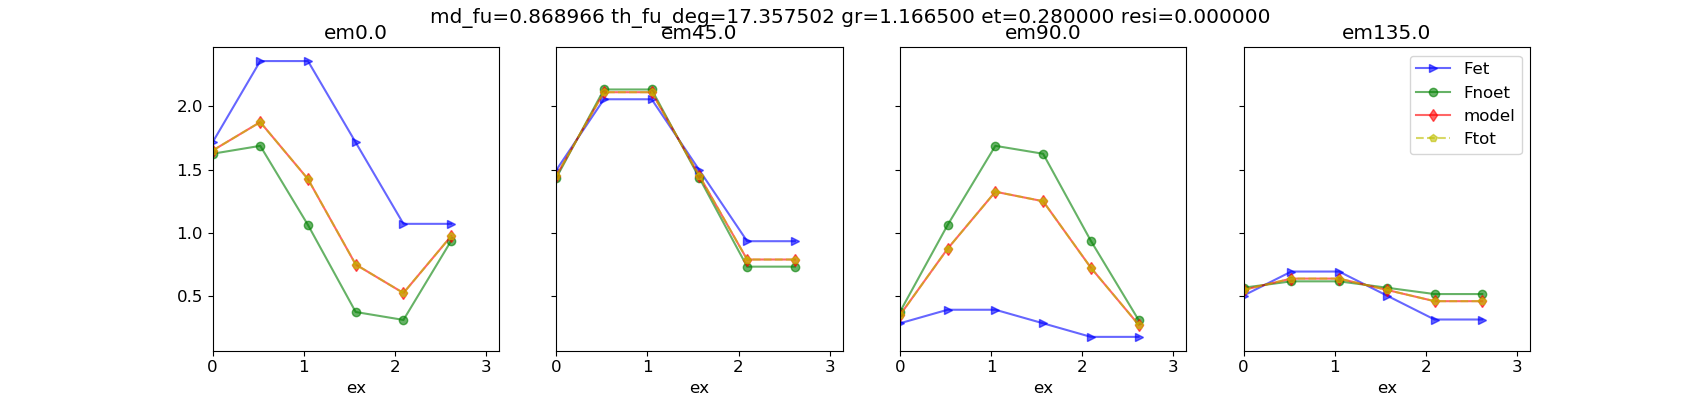 md_fu=0.868966 th_fu_deg=17.357502 gr=1.166500 et=0.280000 resi=0.000000
em0.0
em45.0
em90.0
em135.0
2.0
1.5
1.0
0.5
0 1 2 3
ex
0 1 2 3
ex
0 1 2 3
ex
0 1 2 3
ex
Fet
Fnoet
model
Ftot